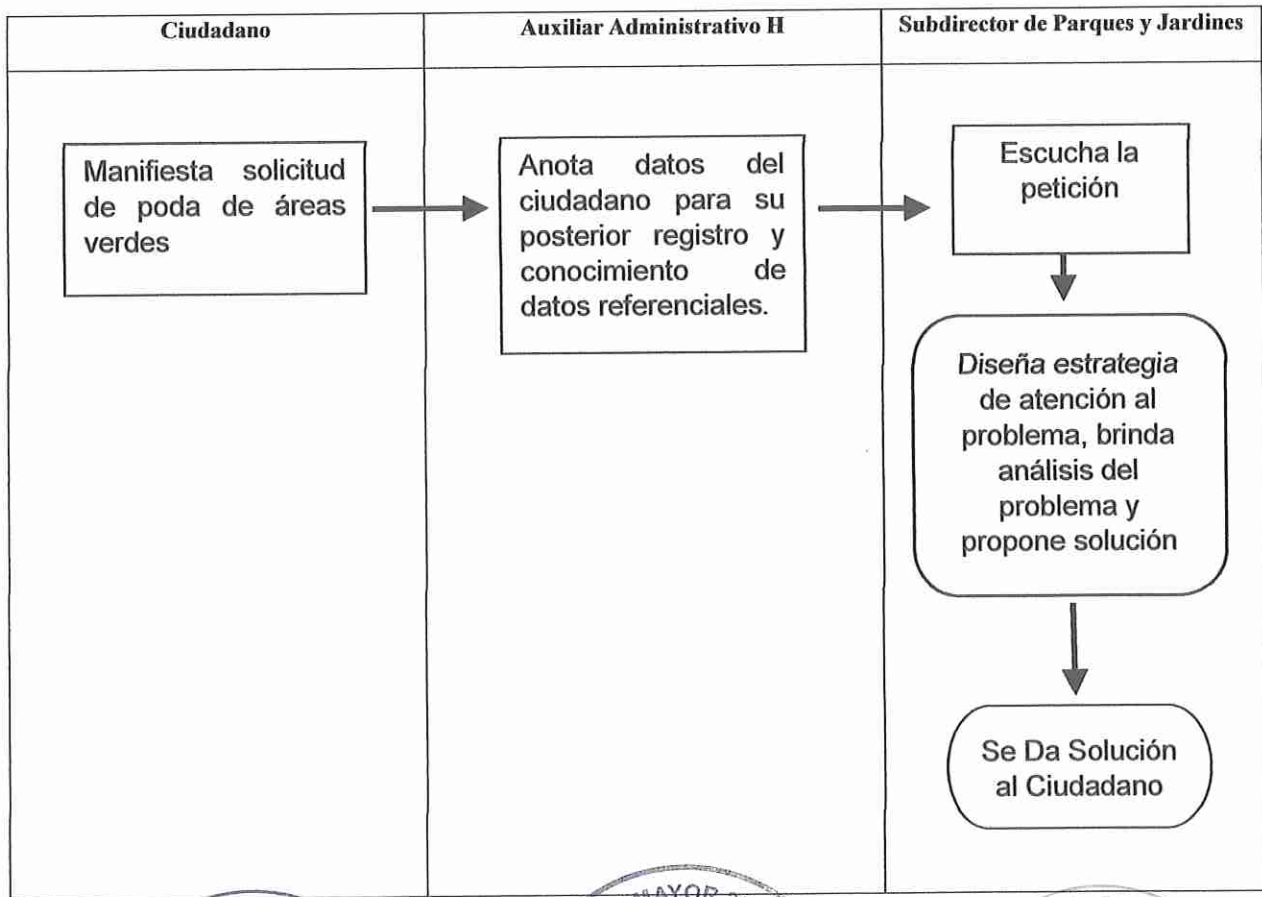 Ciudadano
Auxiliar Administrativo H
Subdirector de Parques y Jardines
Manifiesta solicitud
de poda de áreas
verdes
Anota datos del
ciudadano para su
posterior registro y
conocimiento de
datos referenciales.
Escucha la
petición
Diseña estrategia
de atención al
problema, brinda
análisis del
problema y
propone solución
Se Da Solución
al Ciudadano
MAYOR